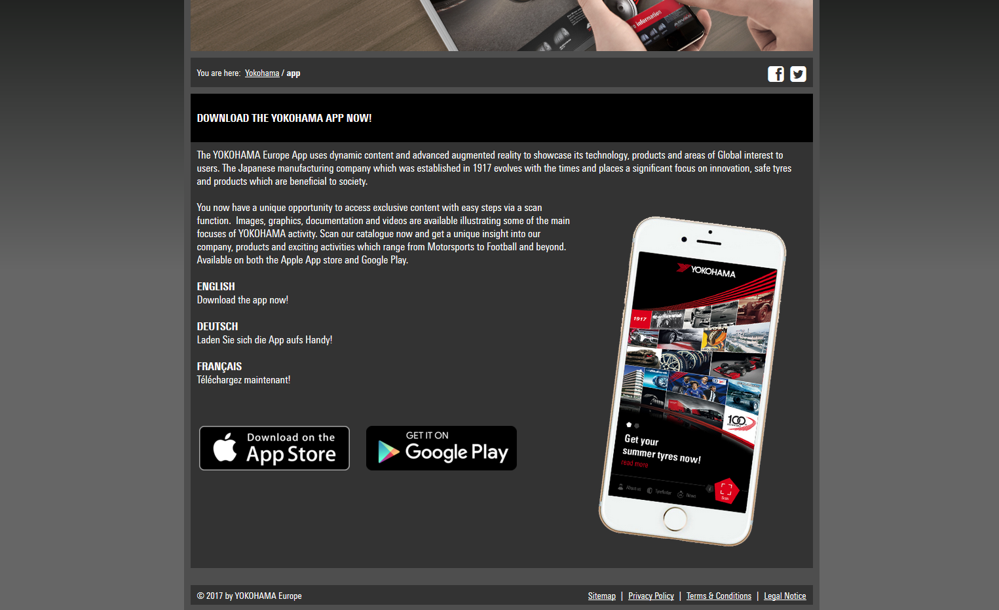 information
You are here: Yokohama / app
DOWNLOAD THE YOKOHAMA APP NOW!
The YOKOHAMA Europe App uses dynamic content and advanced augmented reality to showcase its technology, products and areas of Global interest to
users. The Japanese manufacturing company which was established in 1917 evolves with the times and places a significant focus on innovation, safe tyres
and products which are beneficial to society.
You now have a unique opportunity to access exclusive content with easy steps via a scan
function.  Images, graphics, documentation and videos are available illustrating some of the main
focuses of YOKOHAMA activity. Scan our catalogue now and get a unique insight into our
company, products and exciting activities which range from Motorsports to Football and beyond.
Available on both the Apple App store and Google Play.
ENGLISH
Download the app now!
DEUTSCH
Laden Sie sich die App aufs Handy!
FRANÇAIS
Téléchargez maintenant!
Download on the
App Store
GET IT ON
Google Play
YOKOHAMA
1917
100
Get your
summer tyres now!
read more
About us
Tyrefinder
News
Scan
© 2017 by YOKOHAMA Europe
Sitemap | Privacy Policy | Terms & Conditions | Legal Notice